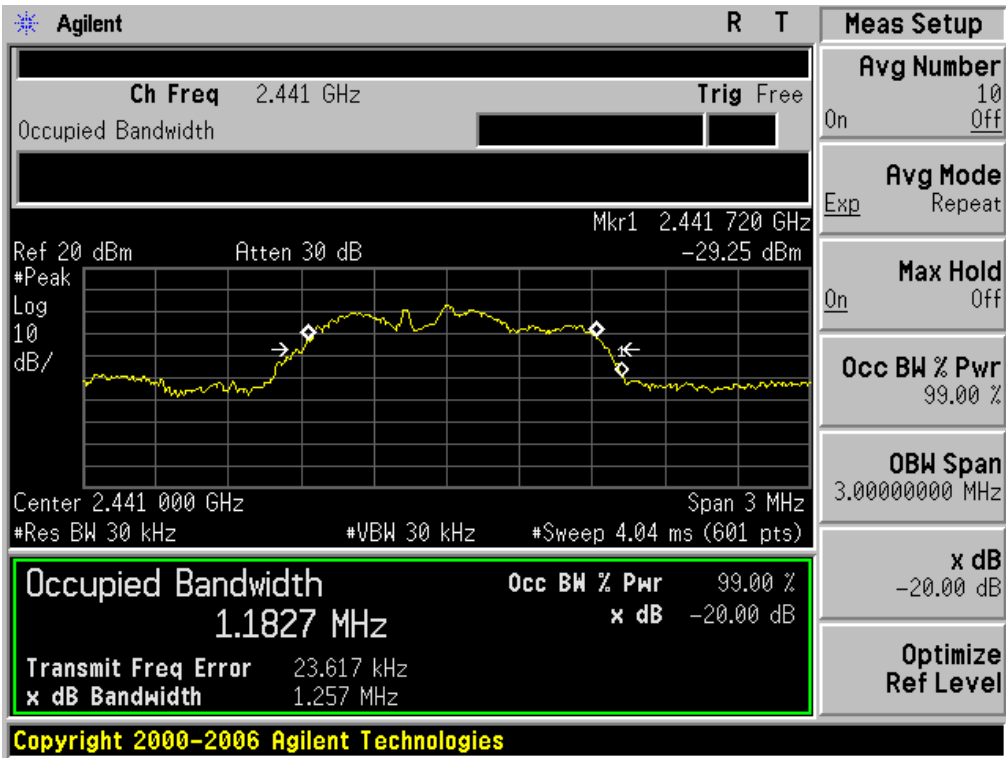 Agilent R T
Ch Freq 2.441 GHz Trig Free
Occupied Bandwidth
Mkr1 2.441 720 GHz
Ref 20 dBm Atten 30 dB −29.25 dBm
#Peak
Log
10
dB/
1
Center 2.441 000 GHz Span 3 MHz
#Res BW 30 kHz #VBW 30 kHz #Sweep 4.04 ms (601 pts)
Occupied Bandwidth Occ BW % Pwr 99.00 %
1.1827 MHz x dB −20.00 dB
Transmit Freq Error 23.617 kHz
x dB Bandwidth 1.257 MHz
Copyright 2000−2006 Agilent Technologies
Meas Setup
Avg Number
10
On Off
Avg Mode
Exp Repeat
Max Hold
On Off
Occ BW % Pwr
99.00 %
OBW Span
3.00000000 MHz
x dB
−20.00 dB
Optimize
Ref Level